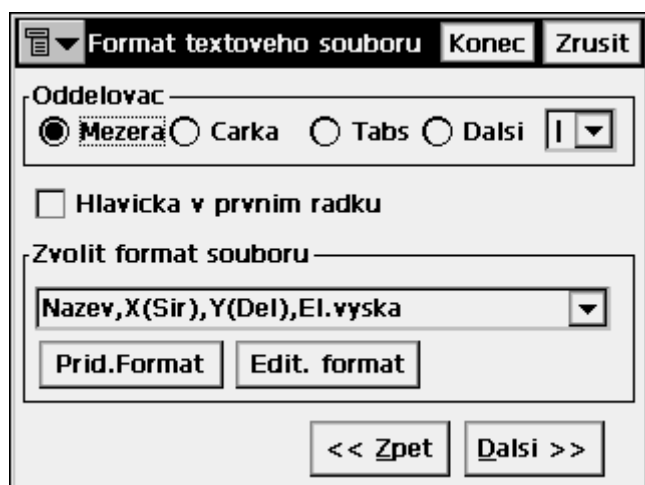 Format textoveho souboru Konec Zrusit
Oddelovac
Mezera Carka Tabs Dalsi |
Hlavicka v prvnim radku
Zvolit format souboru
Nazev,X(Sir),Y(Del),El.vyska
Prid.Format Edit. format
<< Zpet Dalsi >>